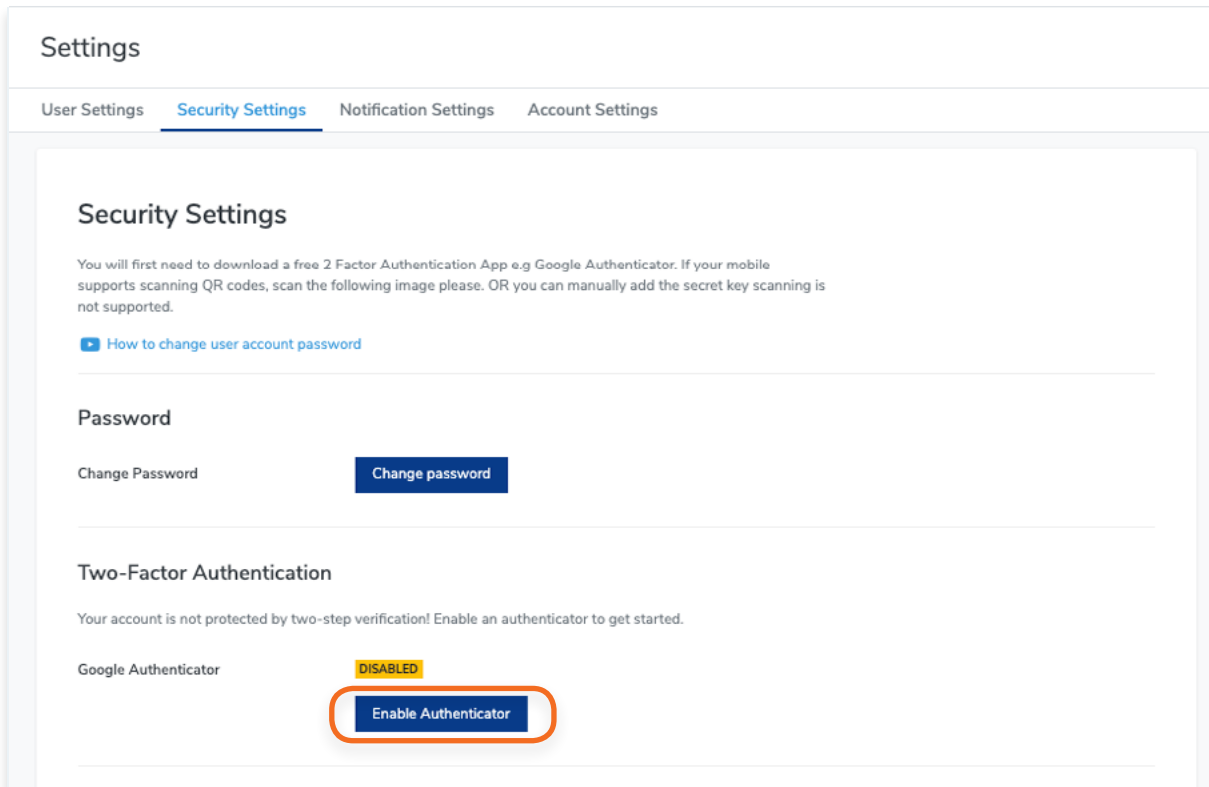 Settings
User Settings Security Settings Notification Settings Account Settings
Security Settings
You will first need to download a free 2 Factor Authentication App e.g Google Authenticator. If your mobile
supports scanning QR codes, scan the following image please. OR you can manually add the secret key scanning is
not supported.
How to change user account password
Password
Change Password Change password
Two-Factor Authentication
Your account is not protected by two-step verification! Enable an authenticator to get started.
Google Authenticator DISABLED
Enable Authenticator